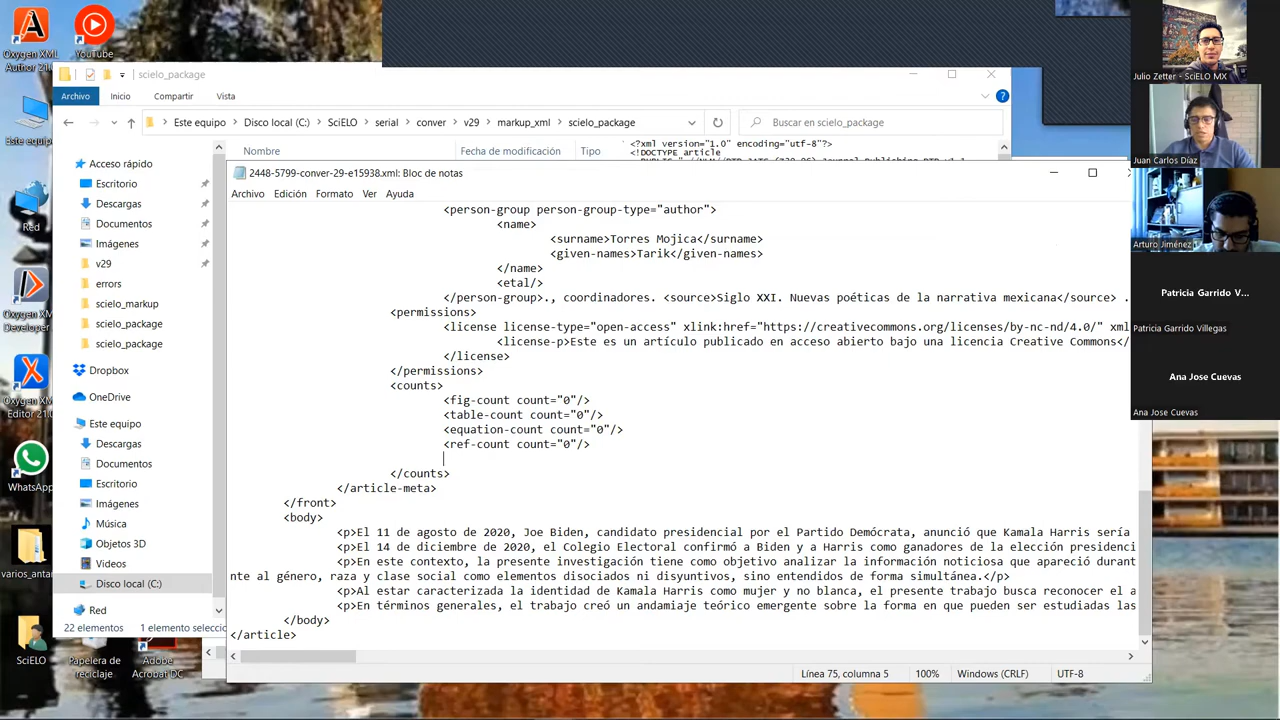 Oxygen XML
Author 21.
YouTube
Este equipo
Red
Oxygen XM
Developer
Oxygen XM
Editor 21.0
WhatsApp
varios_antar
SciELO
Papelera de
reciclaje
Adobe
Acrobat DC
scielo_package
Archivo
Inicio
Compartir
Vista
Este equipo > Disco local (C:) > SciELO > serial > conver > v29 > markup_xml > scielo_package
Buscar en scielo_package
Nombre
Fecha de modificación
Tipo
Acceso rápido
Escritorio
Descargas
Documentos
Imágenes
v29
errors
scielo_markup
scielo_package
scielo_package
Dropbox
OneDrive
Este equipo
Descargas
Documentos
Escritorio
Imágenes
Música
Objetos 3D
Videos
Disco local (C:)
Red
22 elementos
1 elemento selecci
<?xml version="1.0" encoding="utf-8"?>
<!DOCTYPE article
2448-5799-conver-29-e15938.xml: Bloc de notas
Archivo Edición Formato Ver Ayuda
<person-group person-group-type="author">
<name>
<surname>Torres Mojica</surname>
<given-names>Tarik</given-names>
</name>
<etal/>
</person-group>., coordinadores. <source>Siglo XXI. Nuevas poéticas de la narrativa mexicana</source> .
<permissions>
<license license-type="open-access" xlink:href="https://creativecommons.org/licenses/by-nc-nd/4.0/" xml
<license-p>Este es un artículo publicado en acceso abierto bajo una licencia Creative Commons</
</license>
</permissions>
<counts>
<fig-count count="0"/>
<table-count count="0"/>
<equation-count count="0"/>
<ref-count count="0"/>
</counts>
</article-meta>
</front>
<body>
<p>El 11 de agosto de 2020, Joe Biden, candidato presidencial por el Partido Demócrata, anunció que Kamala Harris sería
<p>El 14 de diciembre de 2020, el Colegio Electoral confirmó a Biden y a Harris como ganadores de la elección presidenci
<p>En este contexto, la presente investigación tiene como objetivo analizar la información noticiosa que apareció durant
nte al género, raza y clase social como elementos disociados ni disyuntivos, sino entendidos de forma simultánea.</p>
<p>Al estar caracterizada la identidad de Kamala Harris como mujer y no blanca, el presente trabajo busca reconocer el a
<p>En términos generales, el trabajo creó un andamiaje teórico emergente sobre la forma en que pueden ser estudiadas las
</body>
</article>
Línea 75, columna 5
100%
Windows (CRLF)
UTF-8
Julio Zetter - SciELO MX
Juan Carlos Díaz
Arturo Jiménez
Patricia Garrido V...
Patricia Garrido Villegas
Ana Jose Cuevas
Ana Jose Cuevas